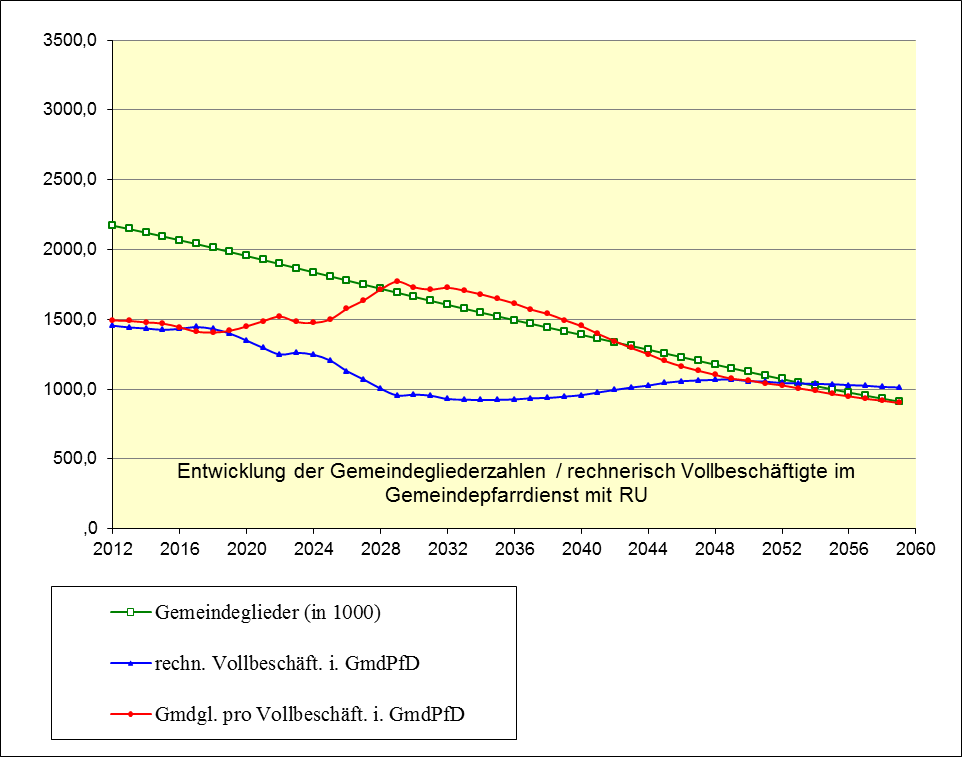 3500,0
3000,0
2500,0
2000,0
1500,0
1000,0
500,0
,0
Entwicklung der Gemeindegliederzahlen / rechnerisch Vollbeschäftigte im
Gemeindepfarrdienst mit RU
2012 2016 2020 2024 2028 2032 2036 2040 2044 2048 2052 2056 2060
Gemeindeglieder (in 1000)
rechn. Vollbeschäft. i. GmdPfD
Gmdgl. pro Vollbeschäft. i. GmdPfD